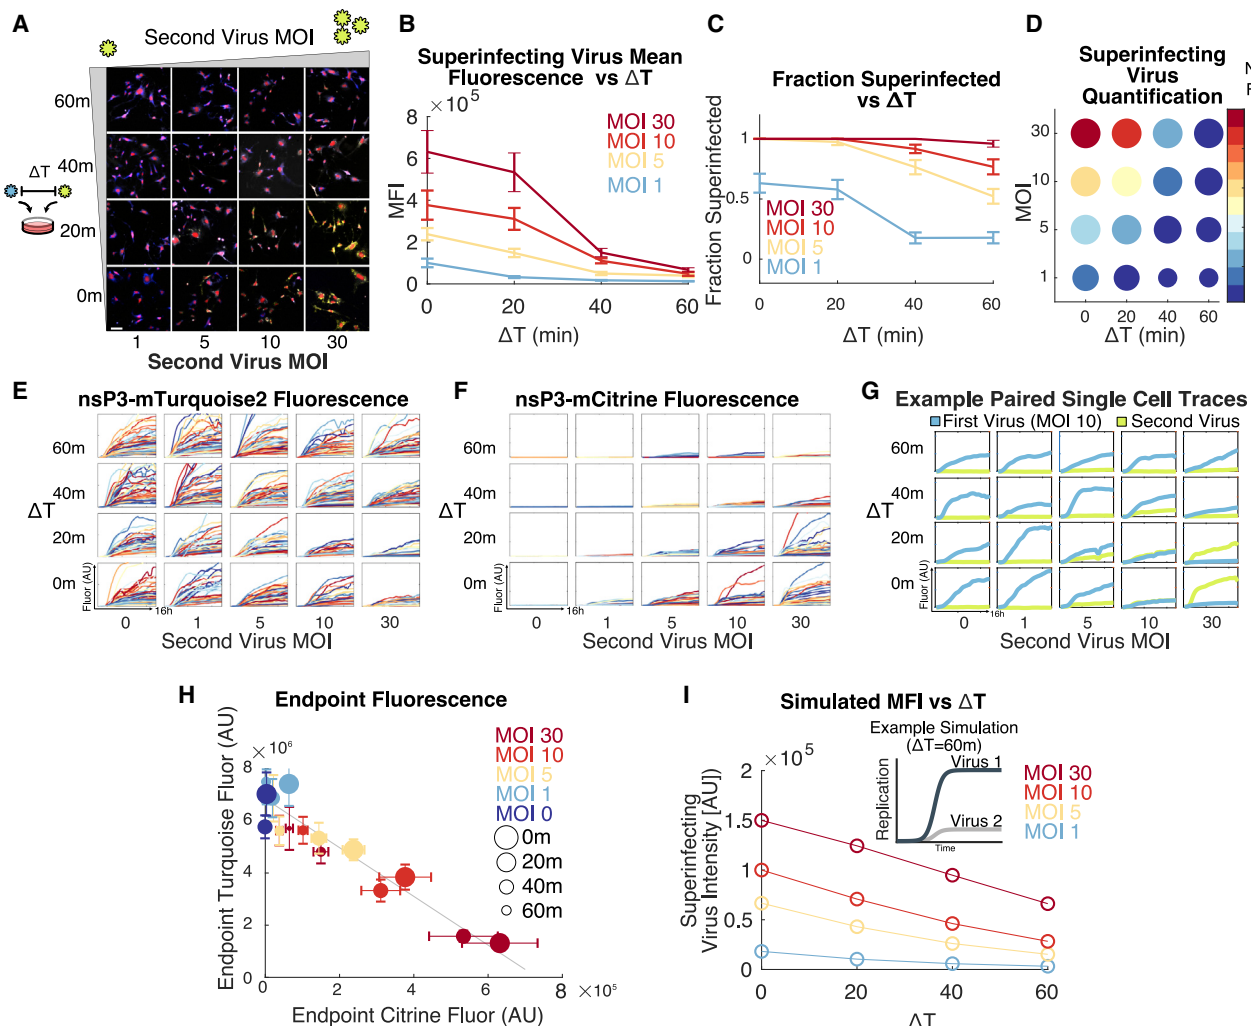 A
Second Virus MOI
60m
40m
20m
0m
ΔT
1 5 10 30
Second Virus MOI
B
Superinfecting Virus Mean
Fluorescence vs ΔT
× 10⁵
8
6
4
2
0
MFI
MOI 30
MOI 10
MOI 5
MOI 1
0 20 40 60
ΔT (min)
C
Fraction Superinfected
vs ΔT
Fraction Superinfected
1
0.5
0
MOI 30
MOI 10
MOI 5
MOI 1
0 20 40 60
ΔT (min)
D
Superinfecting
Virus
Quantification
MOI
30
10
5
1
0 20 40 60
ΔT (min)
E
nsP3-mTurquoise2 Fluorescence
60m
40m
ΔT
20m
0m
Fluor (AU)
16h
0 1 5 10 30
Second Virus MOI
F
nsP3-mCitrine Fluorescence
60m
40m
ΔT
20m
0m
Fluor (AU)
16h
0 1 5 10 30
Second Virus MOI
G
Example Paired Single Cell Traces
First Virus (MOI 10) Second Virus
60m
40m
ΔT
20m
0m
Fluor (AU)
16h
0 1 5 10 30
Second Virus MOI
H
Endpoint Fluorescence
Endpoint Turquoise Fluor (AU)
× 10⁶
8
6
4
2
0
MOI 30
MOI 10
MOI 5
MOI 1
MOI 0
0m
20m
40m
60m
0 2 4 6 8
×10⁵
Endpoint Citrine Fluor (AU)
I
Simulated MFI vs ΔT
Example Simulation
(ΔT=60m)
Virus 1
Virus 2
Replication
Time
MOI 30
MOI 10
MOI 5
MOI 1
Superinfecting
Virus Intensity [AU])
× 10⁵
2
1.5
1
0.5
0
0 20 40 60
ΔT